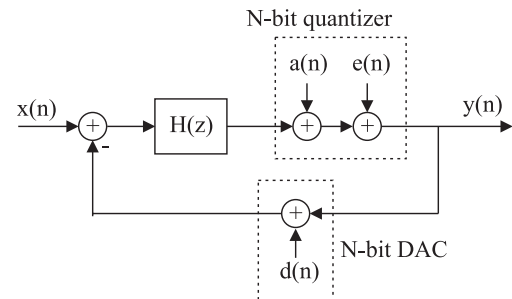 N-bit quantizer
a(n) e(n)
x(n)
y(n)
+
H(z)
+
+
-
+
N-bit DAC
d(n)